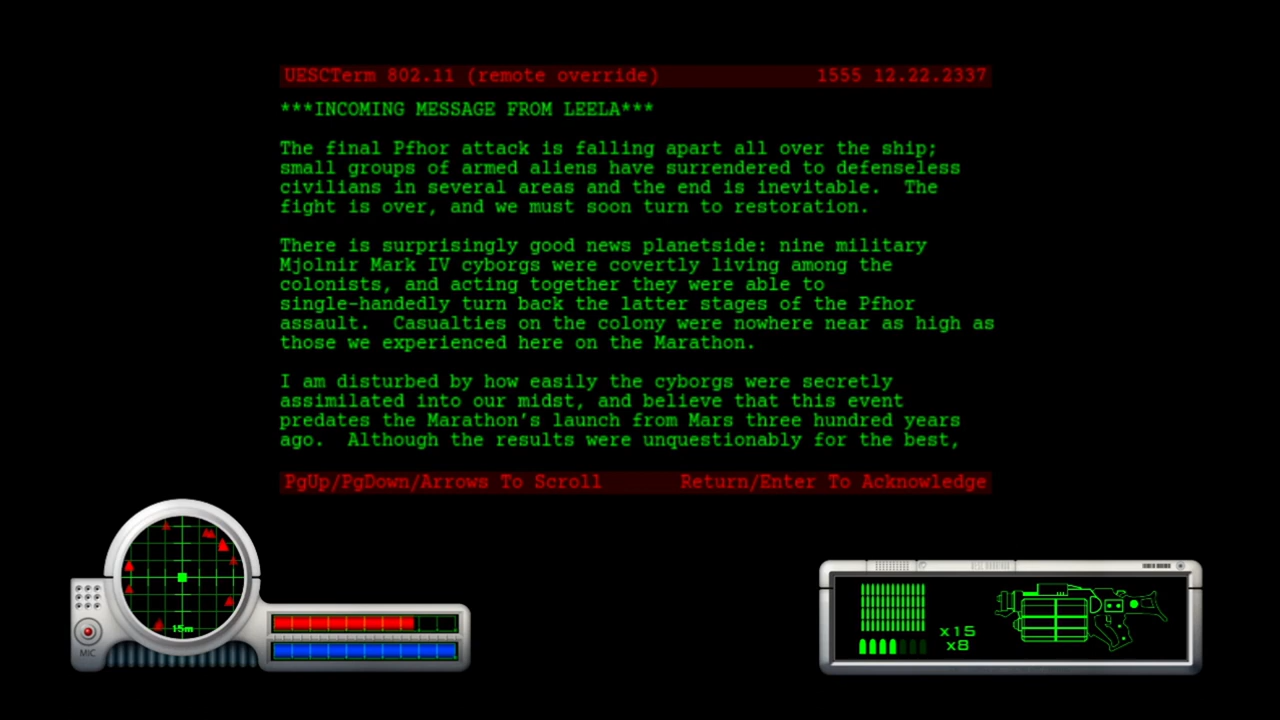 UESCTerm 802.11 (remote override) 1555 12.22.2337
***INCOMING MESSAGE FROM LEELA***
The final Pfhor attack is falling apart all over the ship;
small groups of armed aliens have surrendered to defenseless
civilians in several areas and the end is inevitable.  The
fight is over, and we must soon turn to restoration.
There is surprisingly good news planetside: nine military
Mjolnir Mark IV cyborgs were covertly living among the
colonists, and acting together they were able to
single-handedly turn back the latter stages of the Pfhor
assault.  Casualties on the colony were nowhere near as high as
those we experienced here on the Marathon.
I am disturbed by how easily the cyborgs were secretly
assimilated into our midst, and believe that this event
predates the Marathon's launch from Mars three hundred years
ago.  Although the results were unquestionably for the best,
PgUp/PgDown/Arrows To Scroll Return/Enter To Acknowledge
15m
MIC
x15
x8